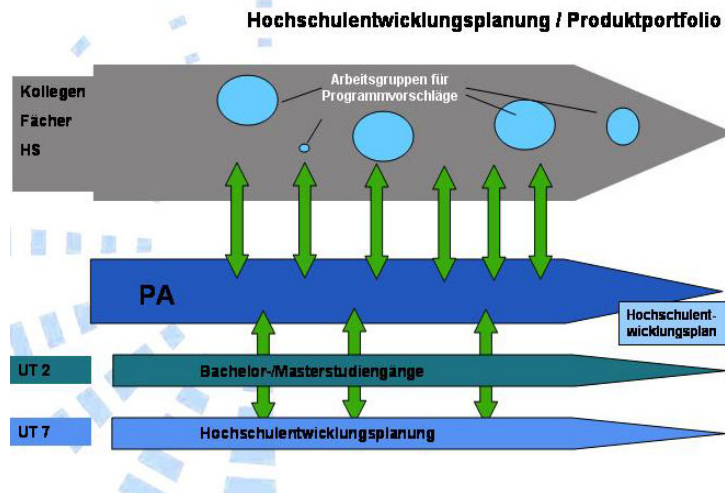 Hochschulentwicklungsplanung / Produktportfolio
Arbeitsgruppen für
Programmvorschläge
Kollegen
Fächer
HS
PA
Hochschulent-
wicklungsplan
UT 2
Bachelor-/Masterstudiengänge
UT 7
Hochschulentwicklungsplanung